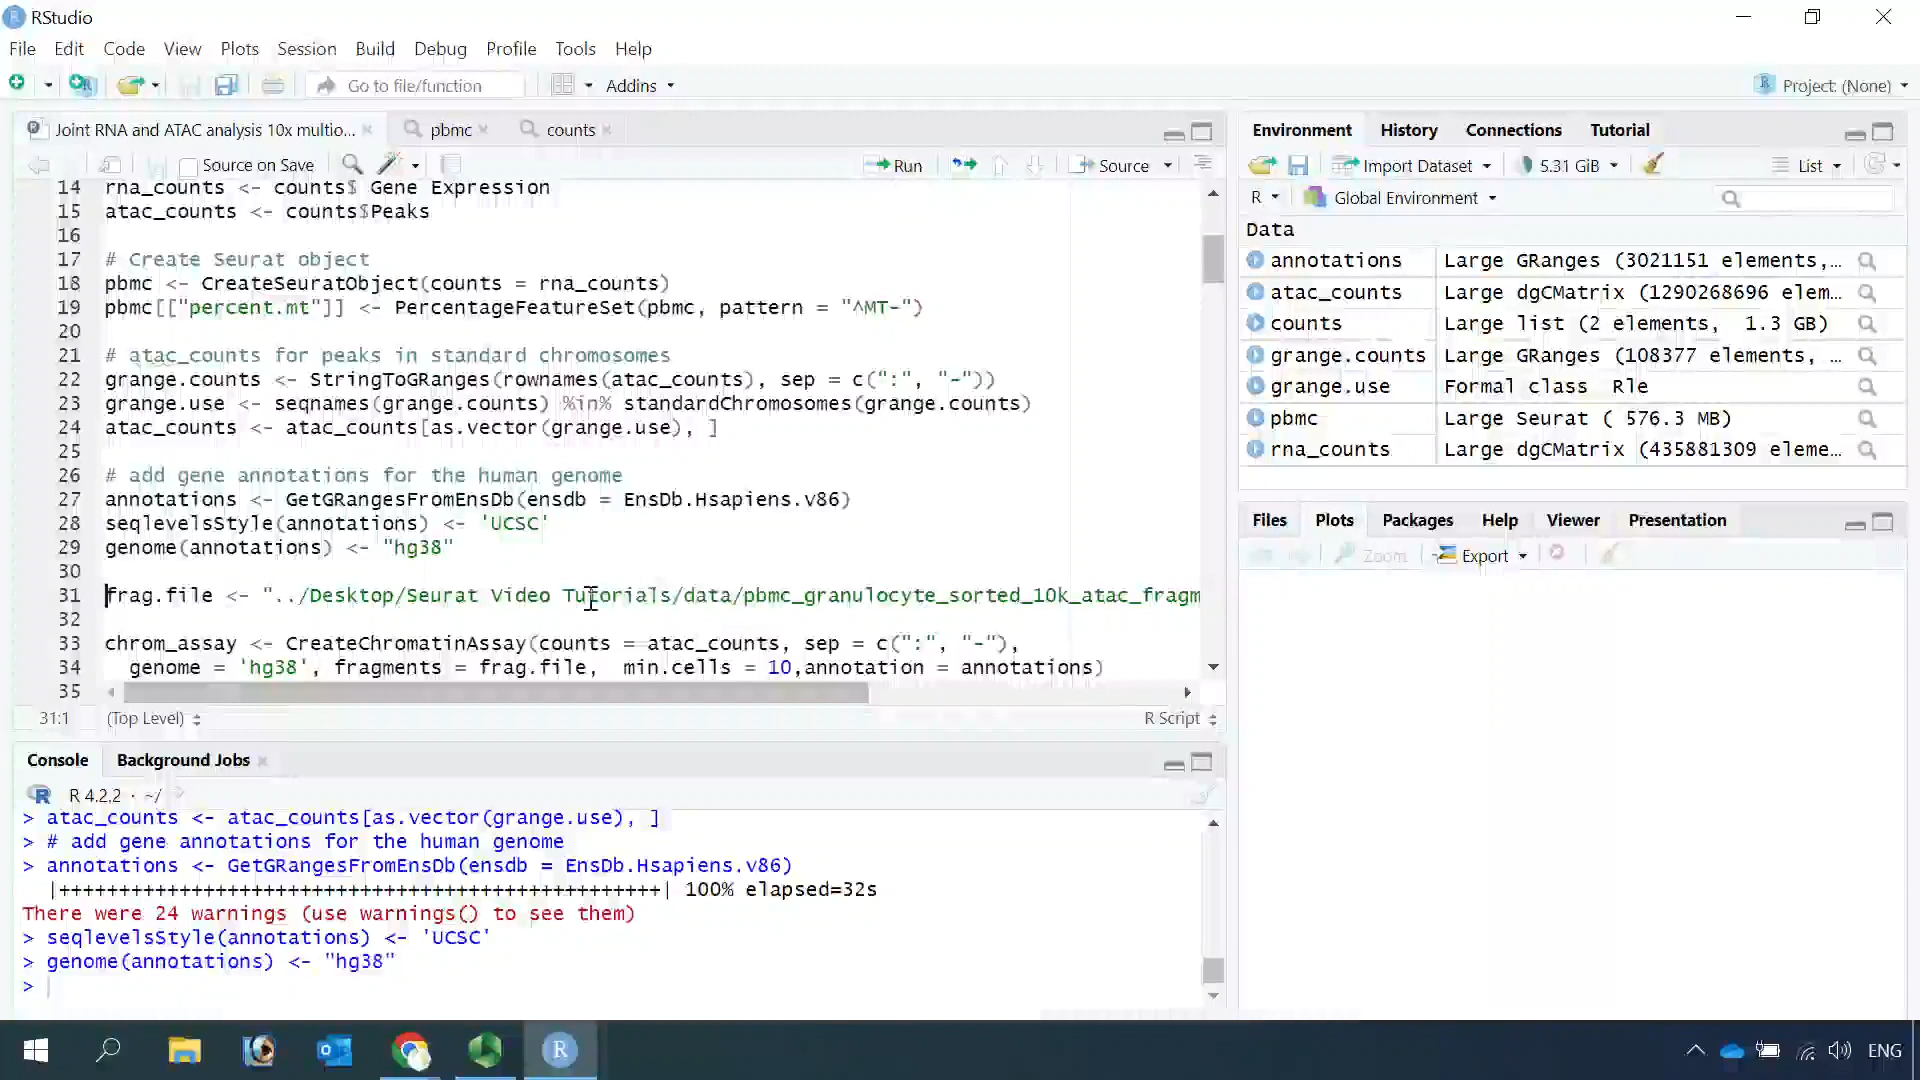 RStudio
File Edit Code View Plots Session Build Debug Profile Tools Help
Go to file/function Addins Project: (None)
Joint RNA and ATAC analysis 10x multio... pbmc counts
Source on Save Run Source
14 rna_counts <- counts$ Gene Expression
15 atac_counts <- counts$Peaks
16
17 # Create Seurat object
18 pbmc <- CreateSeuratObject(counts = rna_counts)
19 pbmc[["percent.mt"]] <- PercentageFeatureSet(pbmc, pattern = "^MT-")
20
21 # atac_counts for peaks in standard chromosomes
22 grange.counts <- StringToGRanges(rownames(atac_counts), sep = c(":", "-"))
23 grange.use <- seqnames(grange.counts) %in% standardChromosomes(grange.counts)
24 atac_counts <- atac_counts[as.vector(grange.use), ]
25
26 # add gene annotations for the human genome
27 annotations <- GetGRangesFromEnsDb(ensdb = EnsDb.Hsapiens.v86)
28 seqlevelsStyle(annotations) <- 'UCSC'
29 genome(annotations) <- "hg38"
30
31 frag.file <- "../Desktop/Seurat Video Tutorials/data/pbmc_granulocyte_sorted_10k_atac_fragm
32
33 chrom_assay <- CreateChromatinAssay(counts = atac_counts, sep = c(":", "-"),
34 genome = 'hg38', fragments = frag.file, min.cells = 10,annotation = annotations)
35
31:1 (Top Level) R Script
Console Background Jobs
R 4.2.2 · ~/
> atac_counts <- atac_counts[as.vector(grange.use), ]
> # add gene annotations for the human genome
> annotations <- GetGRangesFromEnsDb(ensdb = EnsDb.Hsapiens.v86)
|++++++++++++++++++++++++++++++++++++++++++++++++++| 100% elapsed=32s
There were 24 warnings (use warnings() to see them)
> seqlevelsStyle(annotations) <- 'UCSC'
> genome(annotations) <- "hg38"
>
Environment History Connections Tutorial
Import Dataset 5.31 GiB List
R Global Environment
Data
annotations Large GRanges (3021151 elements,...
atac_counts Large dgCMatrix (1290268696 elem...
counts Large list (2 elements, 1.3 GB)
grange.counts Large GRanges (108377 elements, ...
grange.use Formal class Rle
pbmc Large Seurat ( 576.3 MB)
rna_counts Large dgCMatrix (435881309 eleme...
Files Plots Packages Help Viewer Presentation
Zoom Export
ENG